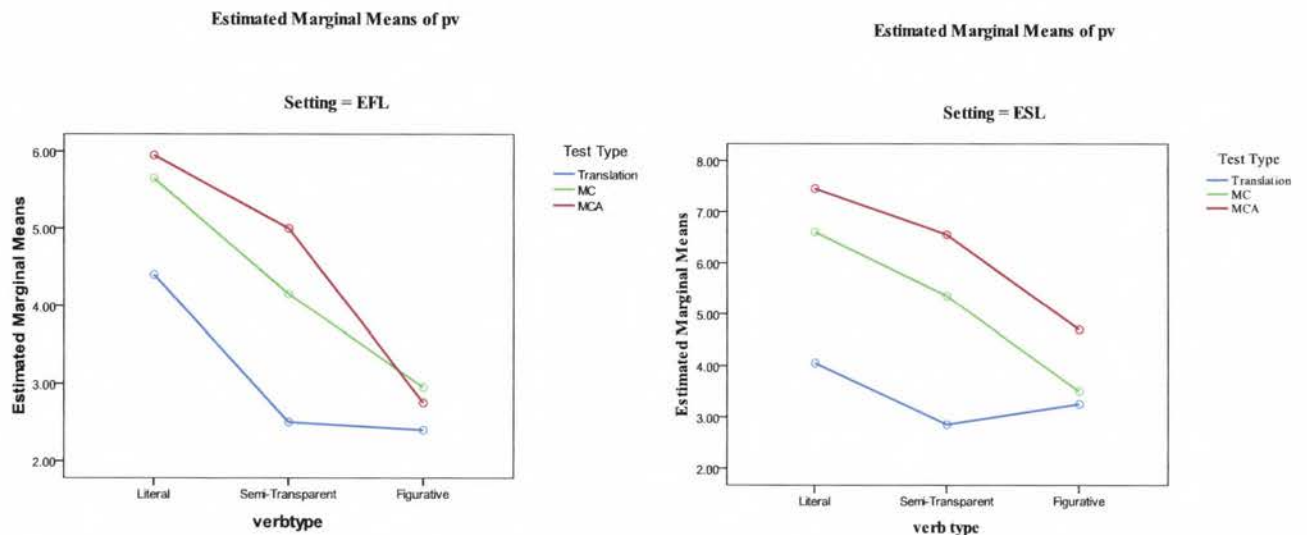 Estimated Marginal Means of pv
Setting = EFL
Estimated Marginal Means
6.00
5.00
4.00
3.00
2.00
Literal
Semi-Transparent
Figurative
verbtype
Test Type
Translation
MC
MCA
Estimated Marginal Means of pv
Setting = ESL
Estimated Marginal Means
8.00
7.00
6.00
5.00
4.00
3.00
2.00
Literal
Semi-Transparent
Figurative
verb type
Test Type
Translation
MC
MCA